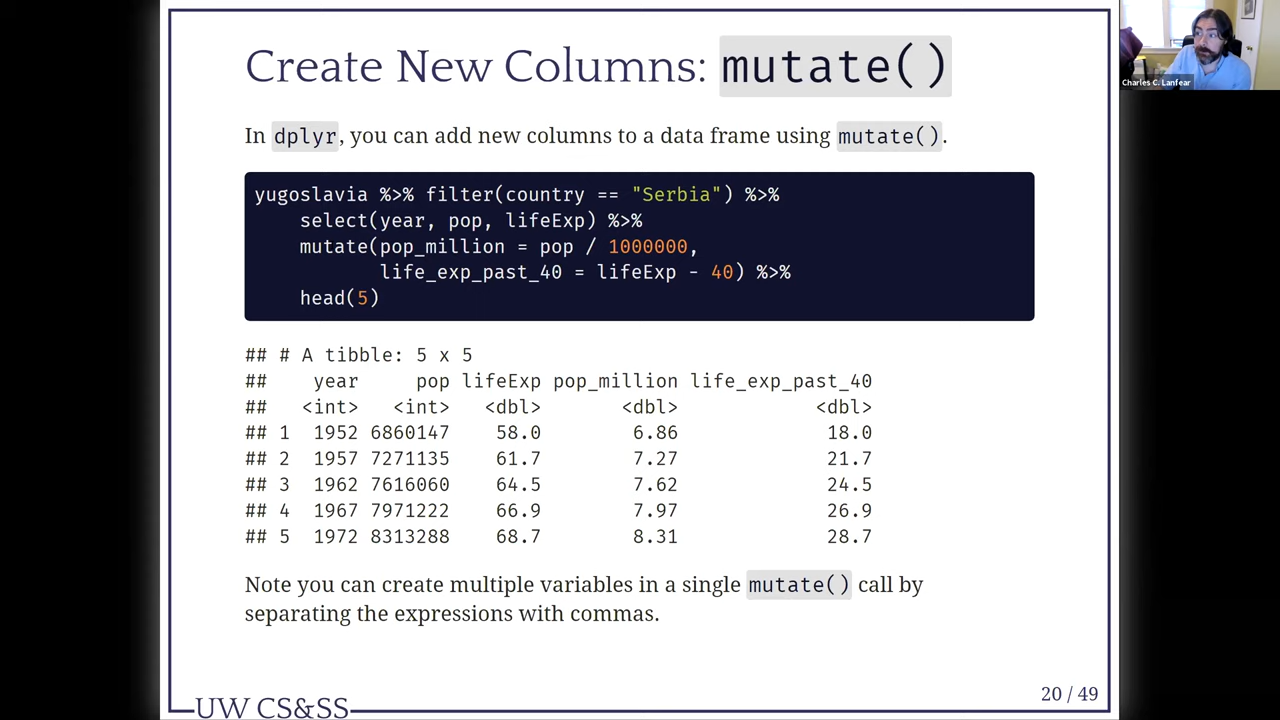 Create New Columns: mutate()
In dplyr, you can add new columns to a data frame using mutate().
yugoslavia %>% filter(country == "Serbia") %>%
    select(year, pop, lifeExp) %>%
    mutate(pop_million = pop / 1000000,
           life_exp_past_40 = lifeExp - 40) %>%
    head(5)
## # A tibble: 5 x 5
##    year     pop lifeExp pop_million life_exp_past_40
##   <int>   <int>   <dbl>       <dbl>            <dbl>
## 1  1952 6860147    58.0        6.86             18.0
## 2  1957 7271135    61.7        7.27             21.7
## 3  1962 7616060    64.5        7.62             24.5
## 4  1967 7971222    66.9        7.97             26.9
## 5  1972 8313288    68.7        8.31             28.7
Note you can create multiple variables in a single mutate() call by
separating the expressions with commas.
UW CS&SS
20 / 49
Charles C. Lanfear